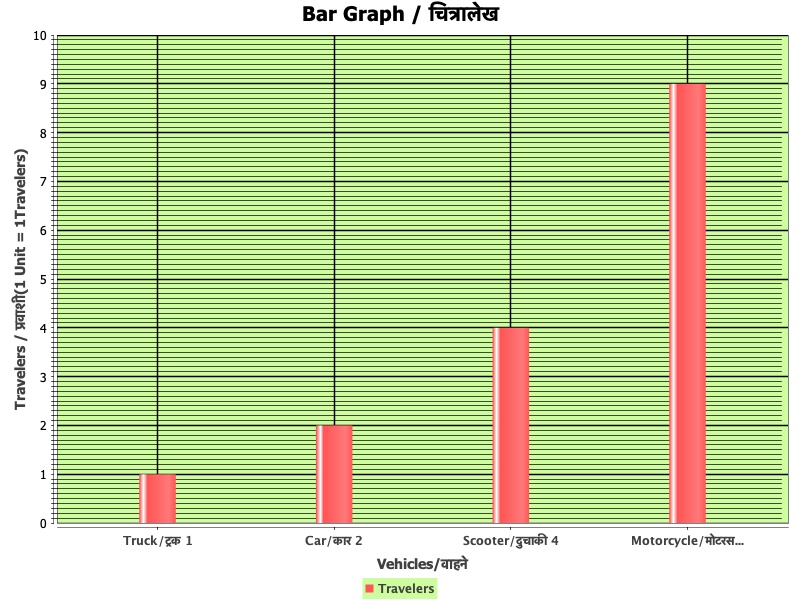 Bar Graph / चित्रालेख
10
9
8
7
6
5
4
3
2
1
0
Travelers / प्रवाशी(1 Unit = 1Travelers)
Truck/ट्रक 1
Car/कार 2
Scooter/दुचाकी 4
Motorcycle/मोटरस...
Vehicles/वाहने
Travelers